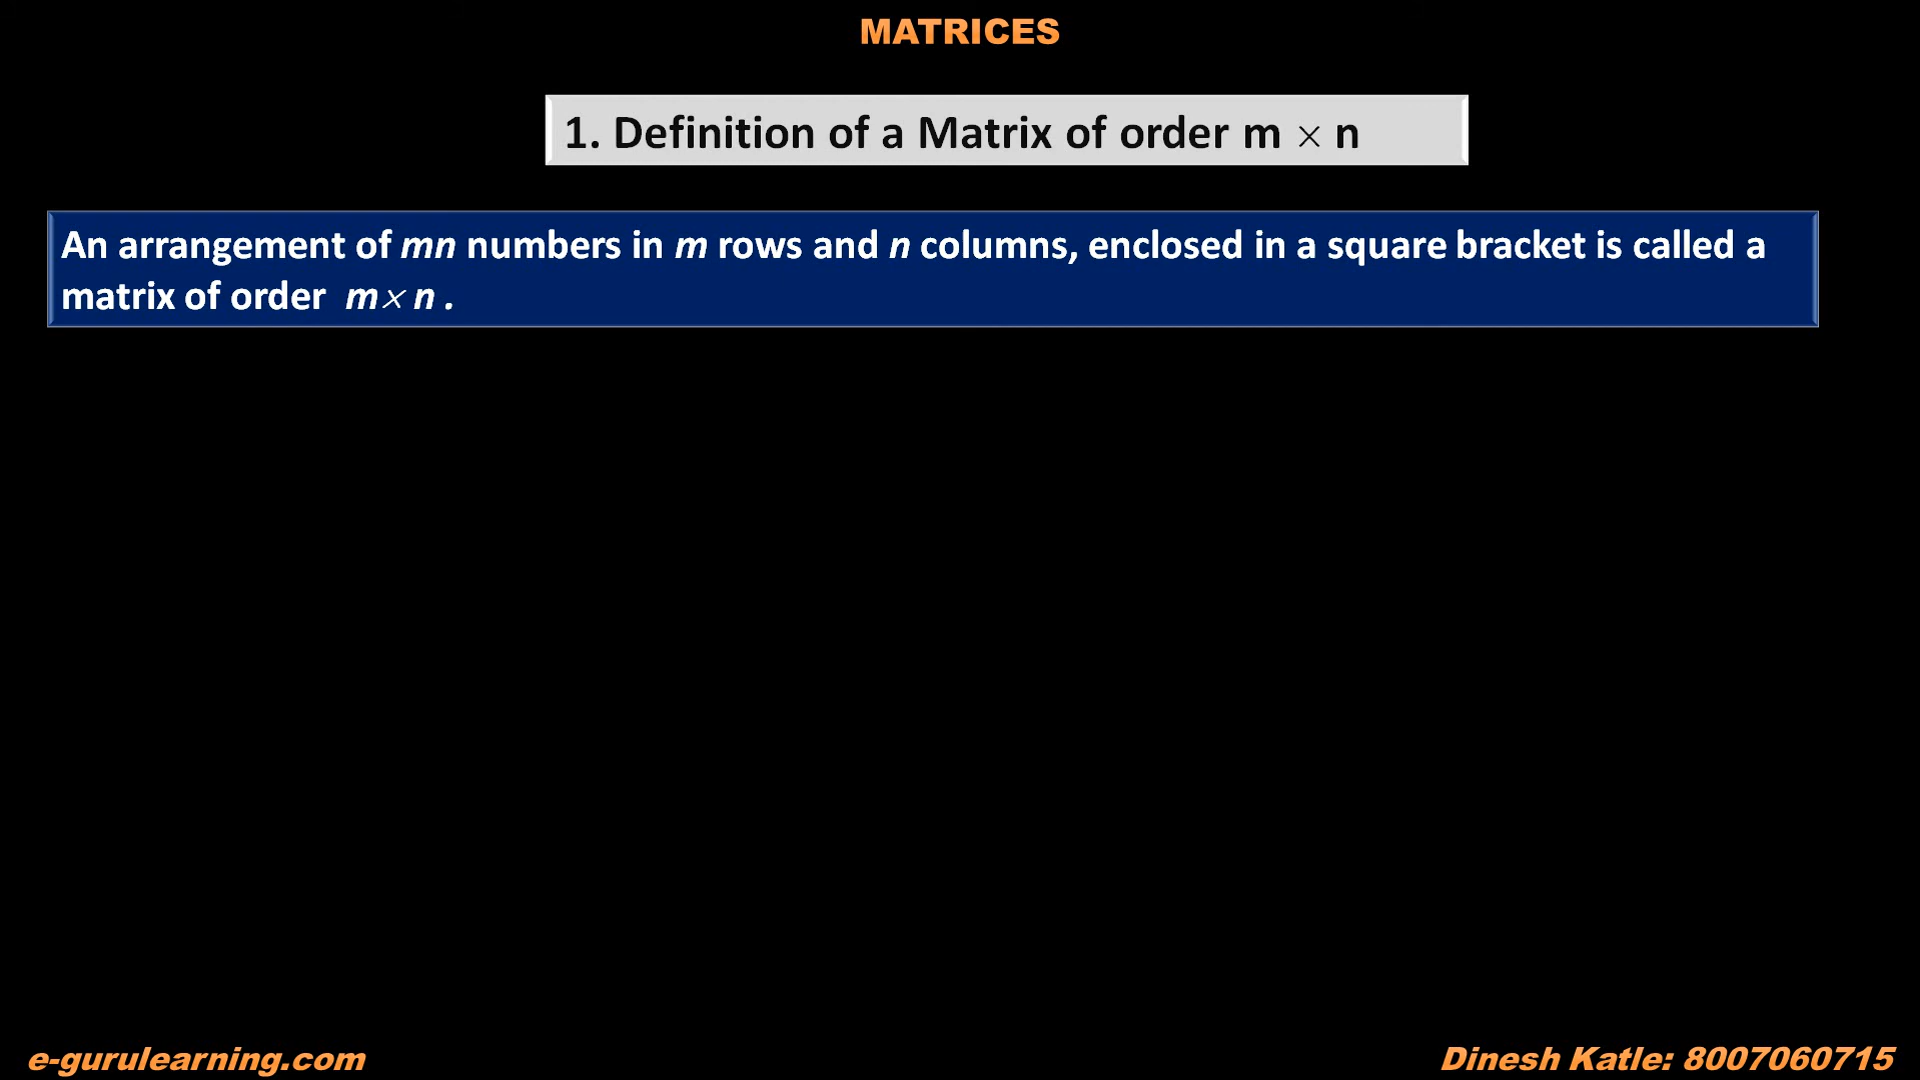 MATRICES
1. Definition of a Matrix of order m × n
An arrangement of mn numbers in m rows and n columns, enclosed in a square bracket is called a
matrix of order m × n .
e-gurulearning.com
Dinesh Katle: 8007060715